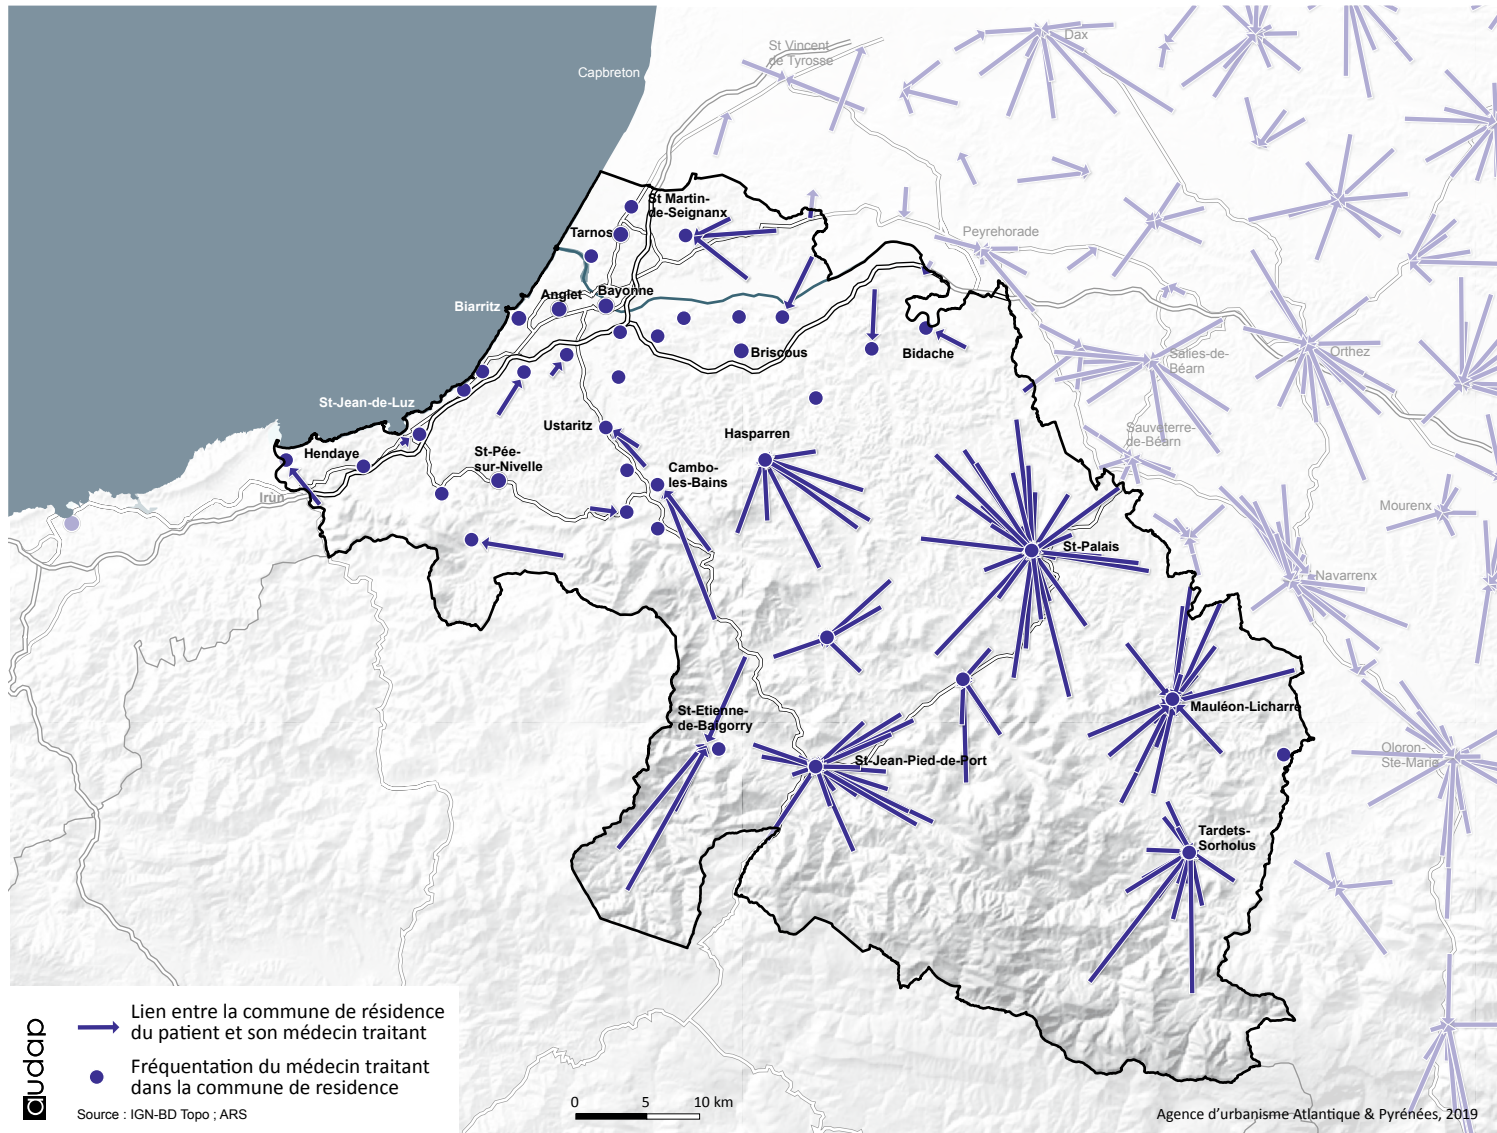 Dax
St Vincent
de Tyrosse
Capbreton
St Martin-
de-Seignanx
Tarnos
Peyrehorade
Biarritz
Anglet
Bayonne
Briscous
Bidache
Salies-de-
Béarn
Orthez
St-Jean-de-Luz
Ustaritz
Hasparren
Sauveterre-
de-Béarn
Hendaye
St-Pée-
sur-Nivelle
Cambo-
les-Bains
Irun
Mourenx
St-Palais
Navarrenx
St-Etienne-
de-Baïgorry
Mauléon-Licharre
St-Jean-Pied-de-Port
Oloron-
Ste-Marie
Tardets-
Sorholus
audap
Lien entre la commune de résidence
du patient et son médecin traitant
Fréquentation du médecin traitant
dans la commune de residence
Source : IGN-BD Topo ; ARS
0 5 10 km
Agence d'urbanisme Atlantique & Pyrénées, 2019